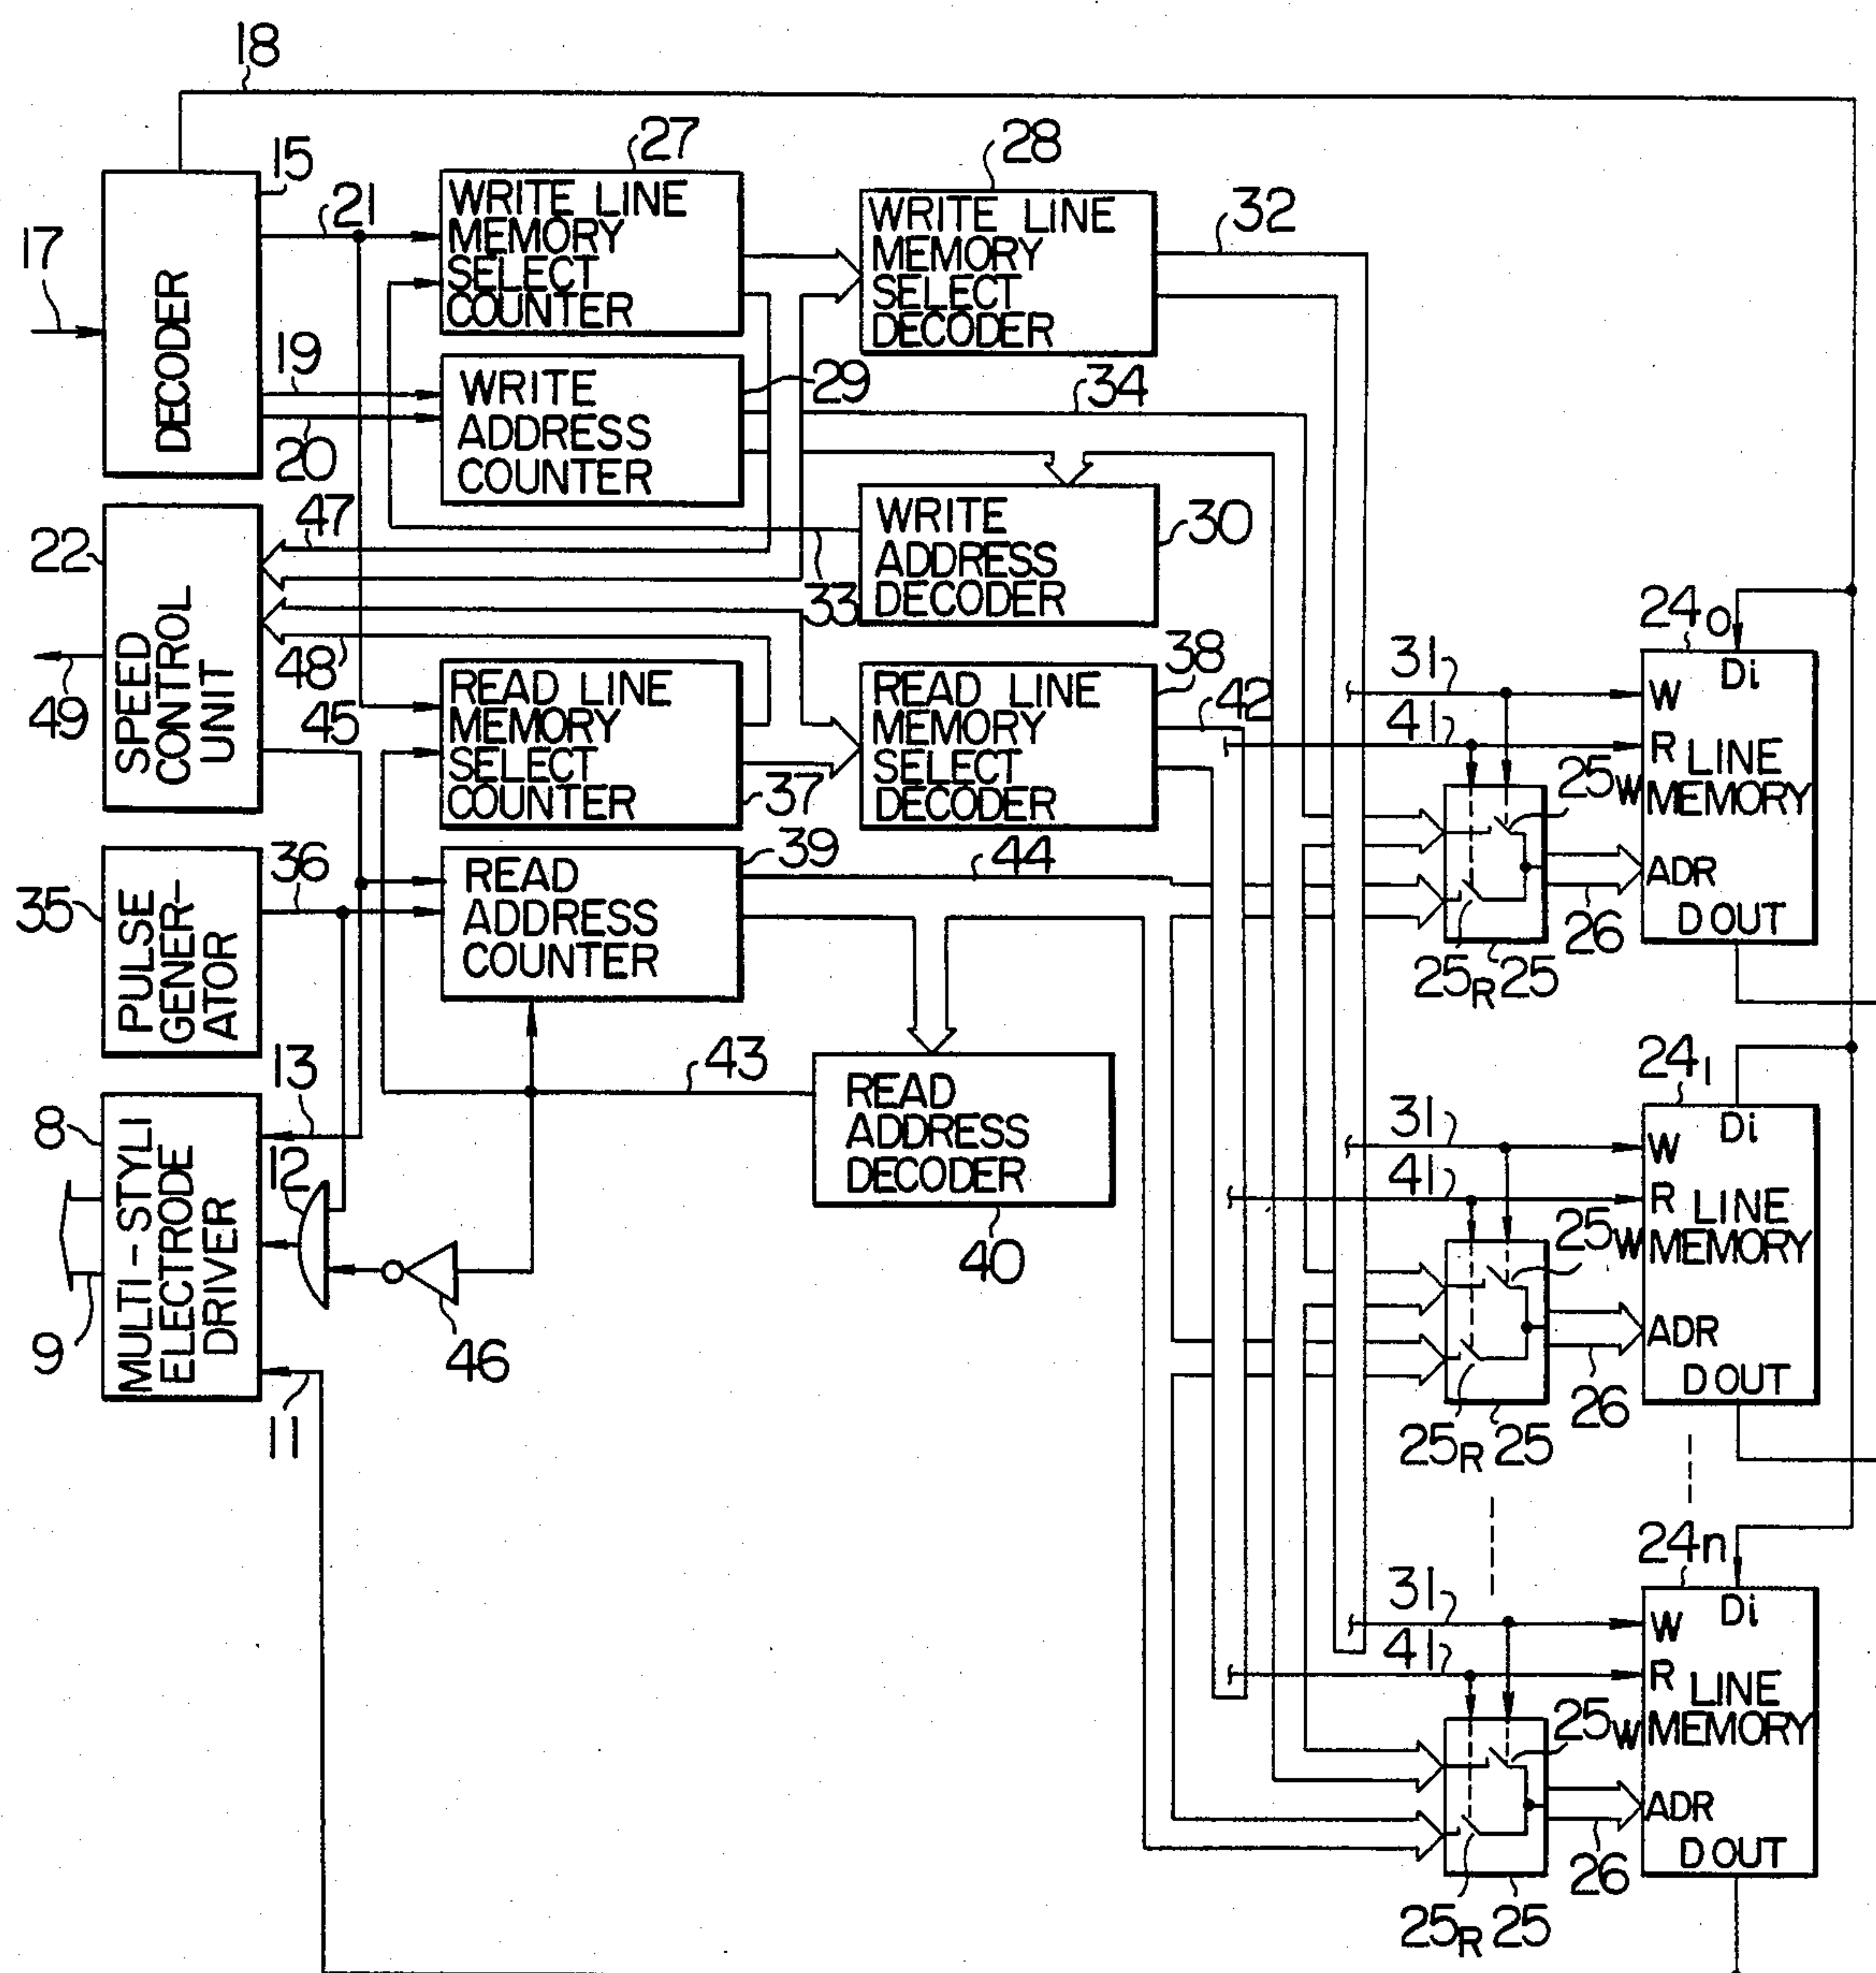 18
15
17
DECODER
21
19
20
27
WRITE LINE
MEMORY
SELECT
COUNTER
28
WRITE LINE
MEMORY
SELECT
DECODER
32
29
WRITE
ADDRESS
COUNTER
34
WRITE
ADDRESS
DECODER
30
33
47
48
22
SPEED
CONTROL
UNIT
49
45
READ LINE
MEMORY
SELECT
COUNTER
37
READ LINE
MEMORY
SELECT
DECODER
38
42
35
PULSE
GENER-
ATOR
36
READ
ADDRESS
COUNTER
39
44
43
READ
ADDRESS
DECODER
40
8
MULTI-STYLI
ELECTRODE
DRIVER
9
13
12
46
11
24O
31
41
W
Di
R LINE
MEMORY
ADR
D OUT
25W
25R 25
26
241
31
41
W
Di
R LINE
MEMORY
ADR
D OUT
25W
25R 25
26
24n
31
41
W
Di
R LINE
MEMORY
ADR
D OUT
25W
25R 25
26